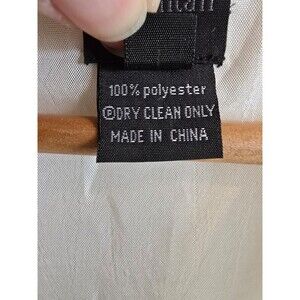 100% polyester
ⓅDRY CLEAN ONLY
MADE IN CHINA